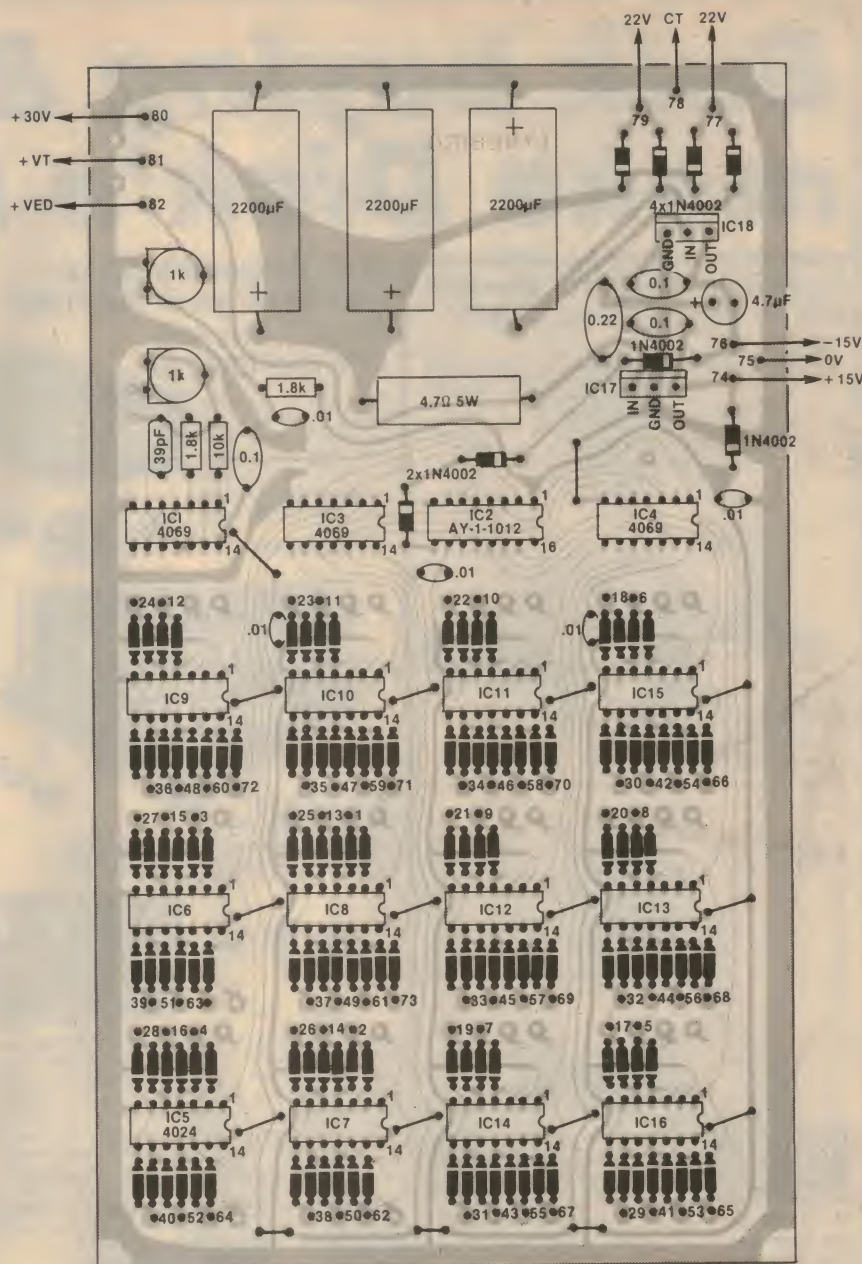 22V CT 22V
+30V 80
79 78 77
+VT 81
+VED 82
2200µF 2200µF 2200µF
+
+ +
4x1N4002
IC18
GND IN OUT
1k
0.1
0.22
+ 4.7µF
0.1
76 -15V
1N4002 75 0V
IC17 74 +15V
IN GND OUT
1k
1.8k
4.7Ω 5W
.01
39pF 1.8k 10k 0.1
1N4002
2x1N4002
.01
1 1 1 1
IC1 4069
IC3 4069
IC2 AY-1-1012
IC4 4069
14 14 16 14
.01
24 12 23 11 22 10 18 6
.01 .01
1 1 1 1
IC9 IC10 IC11 IC15
14 14 14 14
36 48 60 72 35 47 59 71 34 46 58 70 30 42 54 66
27 15 3 25 13 1 21 9 20 8
1 1 1 1
IC6 IC8 IC12 IC13
14 14 14 14
39 51 63 37 49 61 73 33 45 57 69 32 44 56 68
28 16 4 26 14 2 19 7 17 5
1 1 1 1
IC5 4024
IC7 IC14 IC16
14 14 14 14
40 52 64 38 50 62 31 43 55 67 29 41 53 65